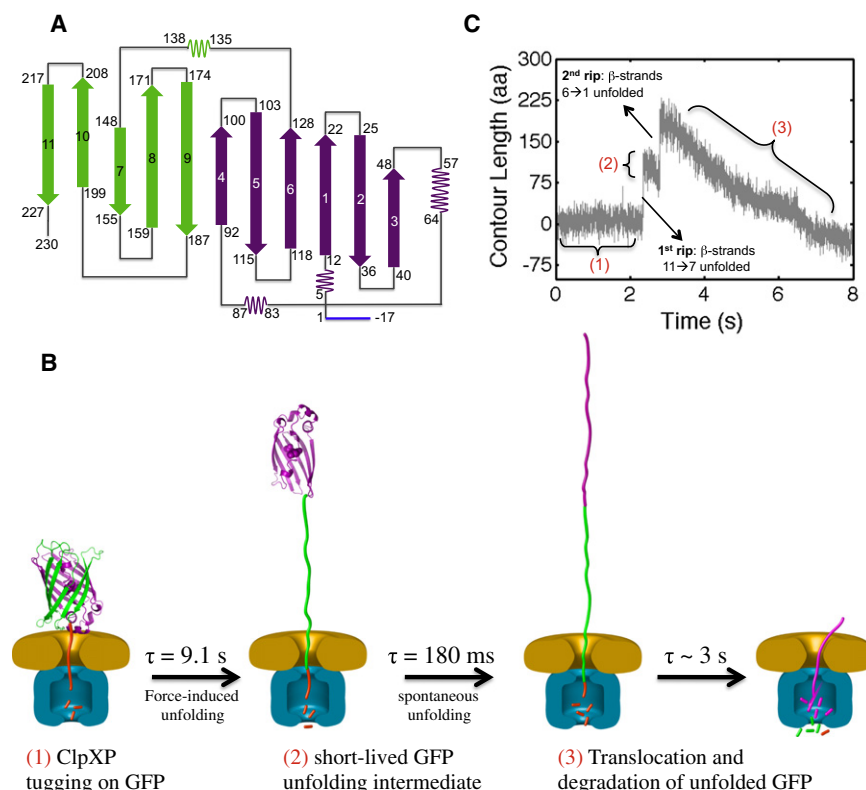 A
138 135
217 208 171 174
148
100 103 128 22 25
48 57
11 10 7 8 9
4 5 6 1 2 3
64
227 199 155 159 187
230
92 115 118 12 36 40
5
87 83 1 -17
C
300
225
150
75
0
-75
Contour Length (aa)
2nd rip: β-strands
6→1 unfolded
(3)
(2)
1st rip: β-strands
11→7 unfolded
(1)
0 2 4 6 8
Time (s)
B
τ = 9.1 s
Force-induced
unfolding
τ = 180 ms
spontaneous
unfolding
τ ~ 3 s
(1) ClpXP
tugging on GFP
(2) short-lived GFP
unfolding intermediate
(3) Translocation and
degradation of unfolded GFP